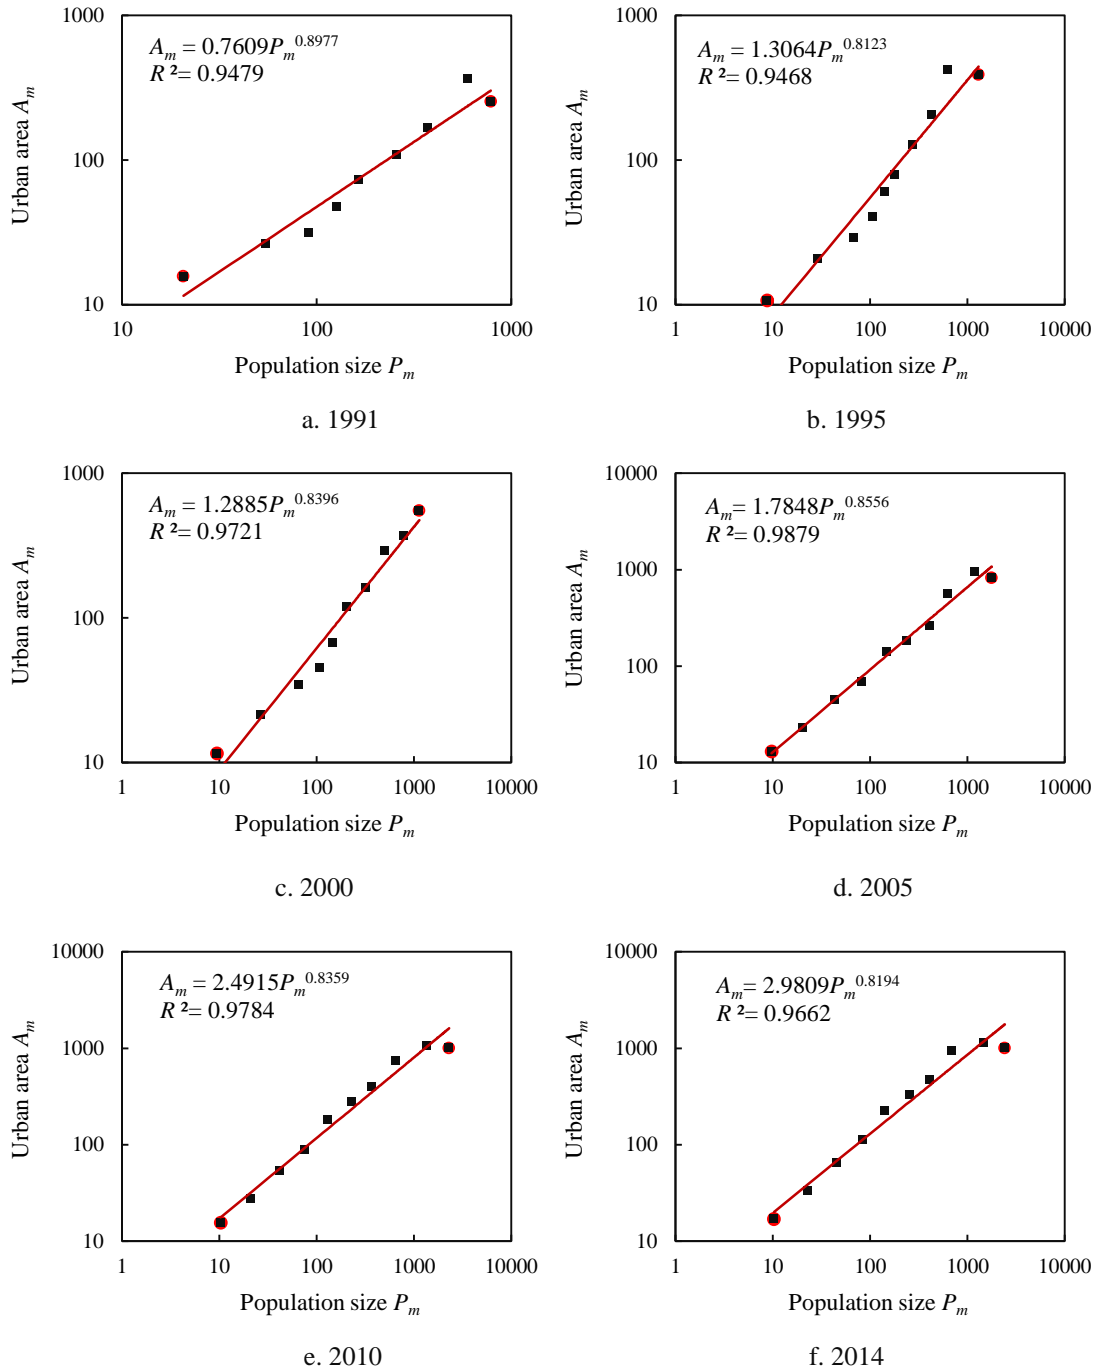 A_m = 0.7609P_m^0.8977
R ²= 0.9479
Urban area A_m
1000
100
10
10 100 1000
Population size P_m
a. 1991
A_m = 1.3064P_m^0.8123
R ²= 0.9468
Urban area A_m
1000
100
10
1 10 100 1000 10000
Population size P_m
b. 1995
A_m = 1.2885P_m^0.8396
R ²= 0.9721
Urban area A_m
1000
100
10
1 10 100 1000 10000
Population size P_m
c. 2000
A_m= 1.7848P_m^0.8556
R ²= 0.9879
Urban area A_m
10000
1000
100
10
1 10 100 1000 10000
Population size P_m
d. 2005
A_m = 2.4915P_m^0.8359
R ²= 0.9784
Urban area A_m
10000
1000
100
10
1 10 100 1000 10000
Population size P_m
e. 2010
A_m= 2.9809P_m^0.8194
R ²= 0.9662
Urban area A_m
10000
1000
100
10
1 10 100 1000 10000
Population size P_m
f. 2014